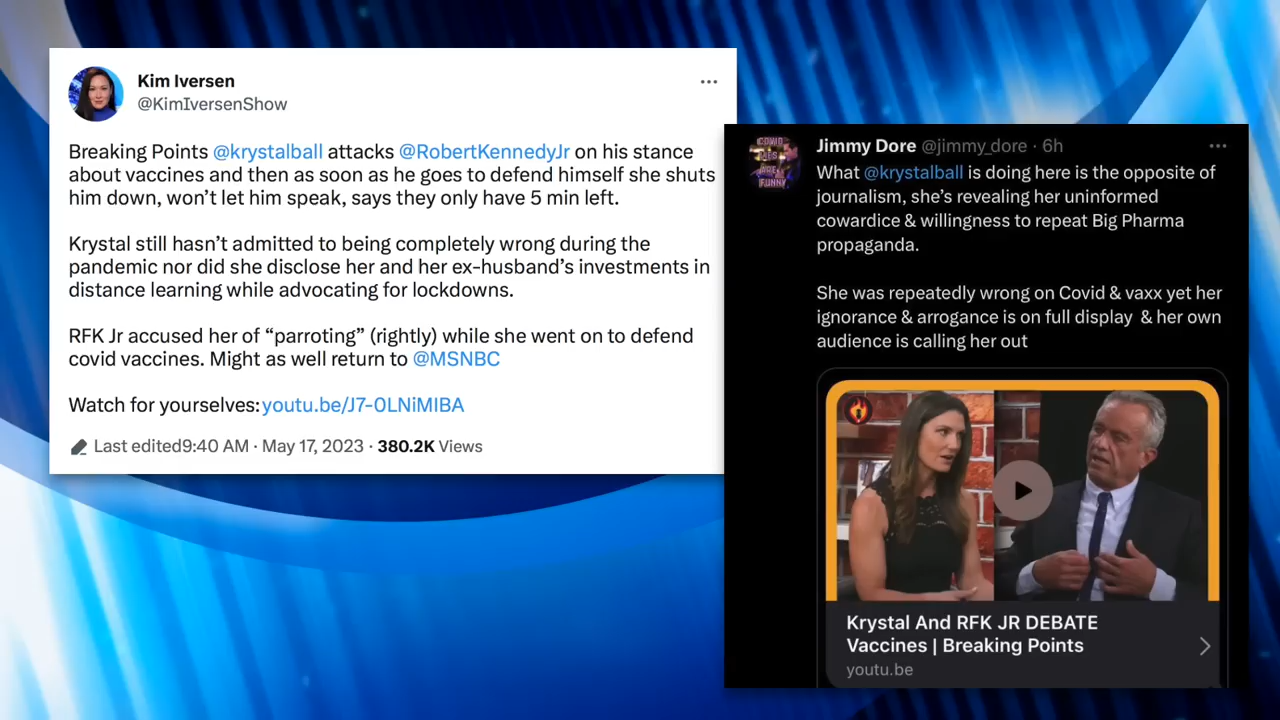 Kim Iversen
@KimIversenShow
Breaking Points @krystalball attacks @RobertKennedyJr on his stance
about vaccines and then as soon as he goes to defend himself she shuts
him down, won’t let him speak, says they only have 5 min left.
Krystal still hasn’t admitted to being completely wrong during the
pandemic nor did she disclose her and her ex-husband’s investments in
distance learning while advocating for lockdowns.
RFK Jr accused her of “parroting” (rightly) while she went on to defend
covid vaccines. Might as well return to @MSNBC
Watch for yourselves:youtu.be/J7-0LNiMIBA
Last edited9:40 AM · May 17, 2023 · 380.2K Views
COVID
LIES
AREN'T
FUNNY
Jimmy Dore @jimmy_dore · 6h
What @krystalball is doing here is the opposite of
journalism, she’s revealing her uninformed
cowardice & willingness to repeat Big Pharma
propaganda.
She was repeatedly wrong on Covid & vaxx yet her
ignorance & arrogance is on full display & her own
audience is calling her out
Krystal And RFK JR DEBATE
Vaccines | Breaking Points
youtu.be